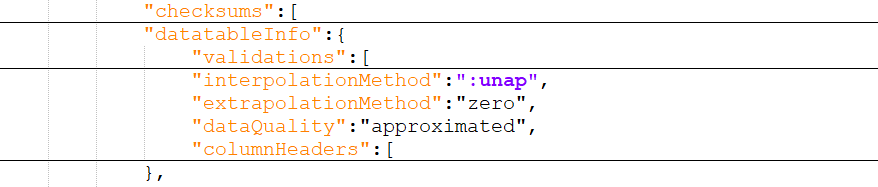 "checksums":[
"datatableInfo":{
"validations":[
"interpolationMethod":":unap",
"extrapolationMethod":"zero",
"dataQuality":"approximated",
"columnHeaders":[
},